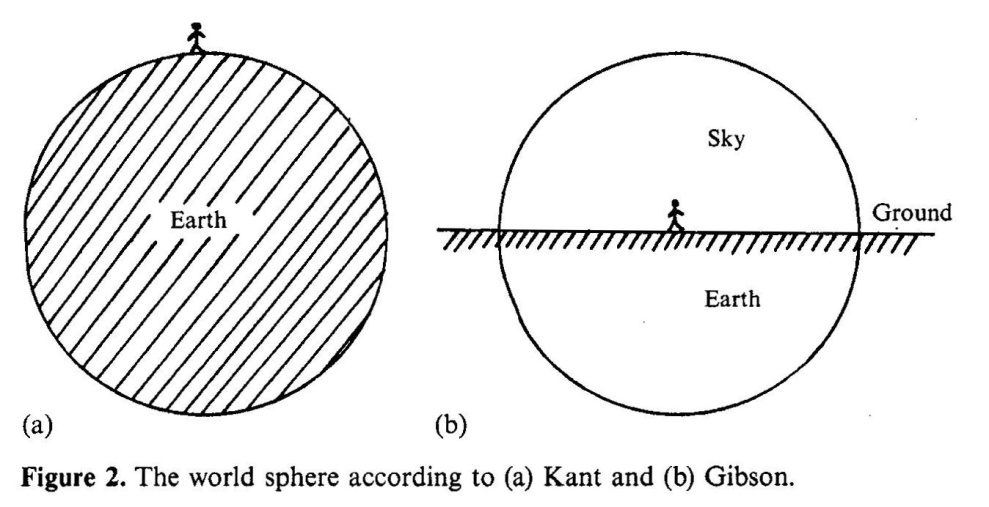 Earth
Sky
Ground
Earth
(a)
(b)
Figure 2. The world sphere according to (a) Kant and (b) Gibson.